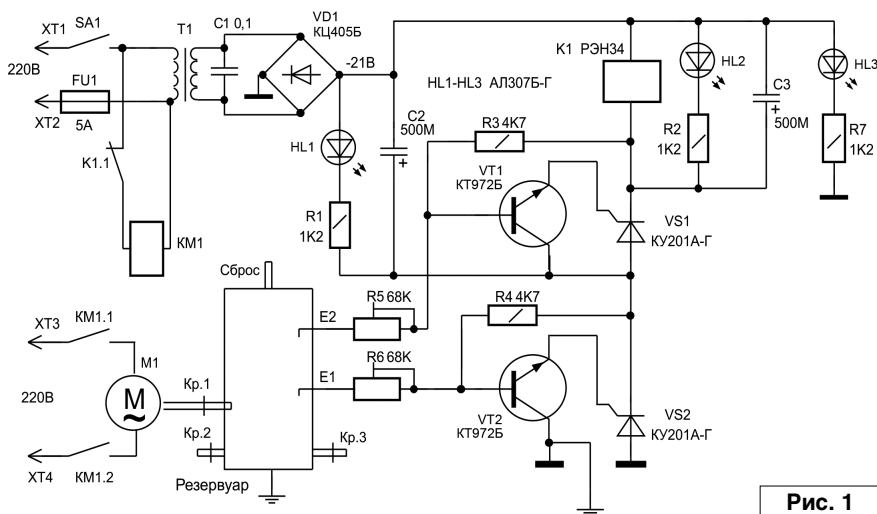 SA1
XT1
T1
C1 0,1
VD1
КЦ405Б
220В
FU1
-21В
K1 РЭН34
HL2
C3
HL3
HL1-HL3 АЛ307Б-Г
XT2
5А
C2
500М
R3 4K7
R2
1K2
500М
R7
1K2
K1.1
HL1
VT1
КТ972Б
R1
1K2
VS1
КУ201А-Г
KM1
Сброс
R5 68K
R4 4K7
E2
XT3
KM1.1
R6 68K
M1
Кр.1
E1
M
~
220В
VS2
КУ201А-Г
VT2
КТ972Б
Кр.2
Кр.3
XT4
KM1.2
Резервуар
Рис. 1